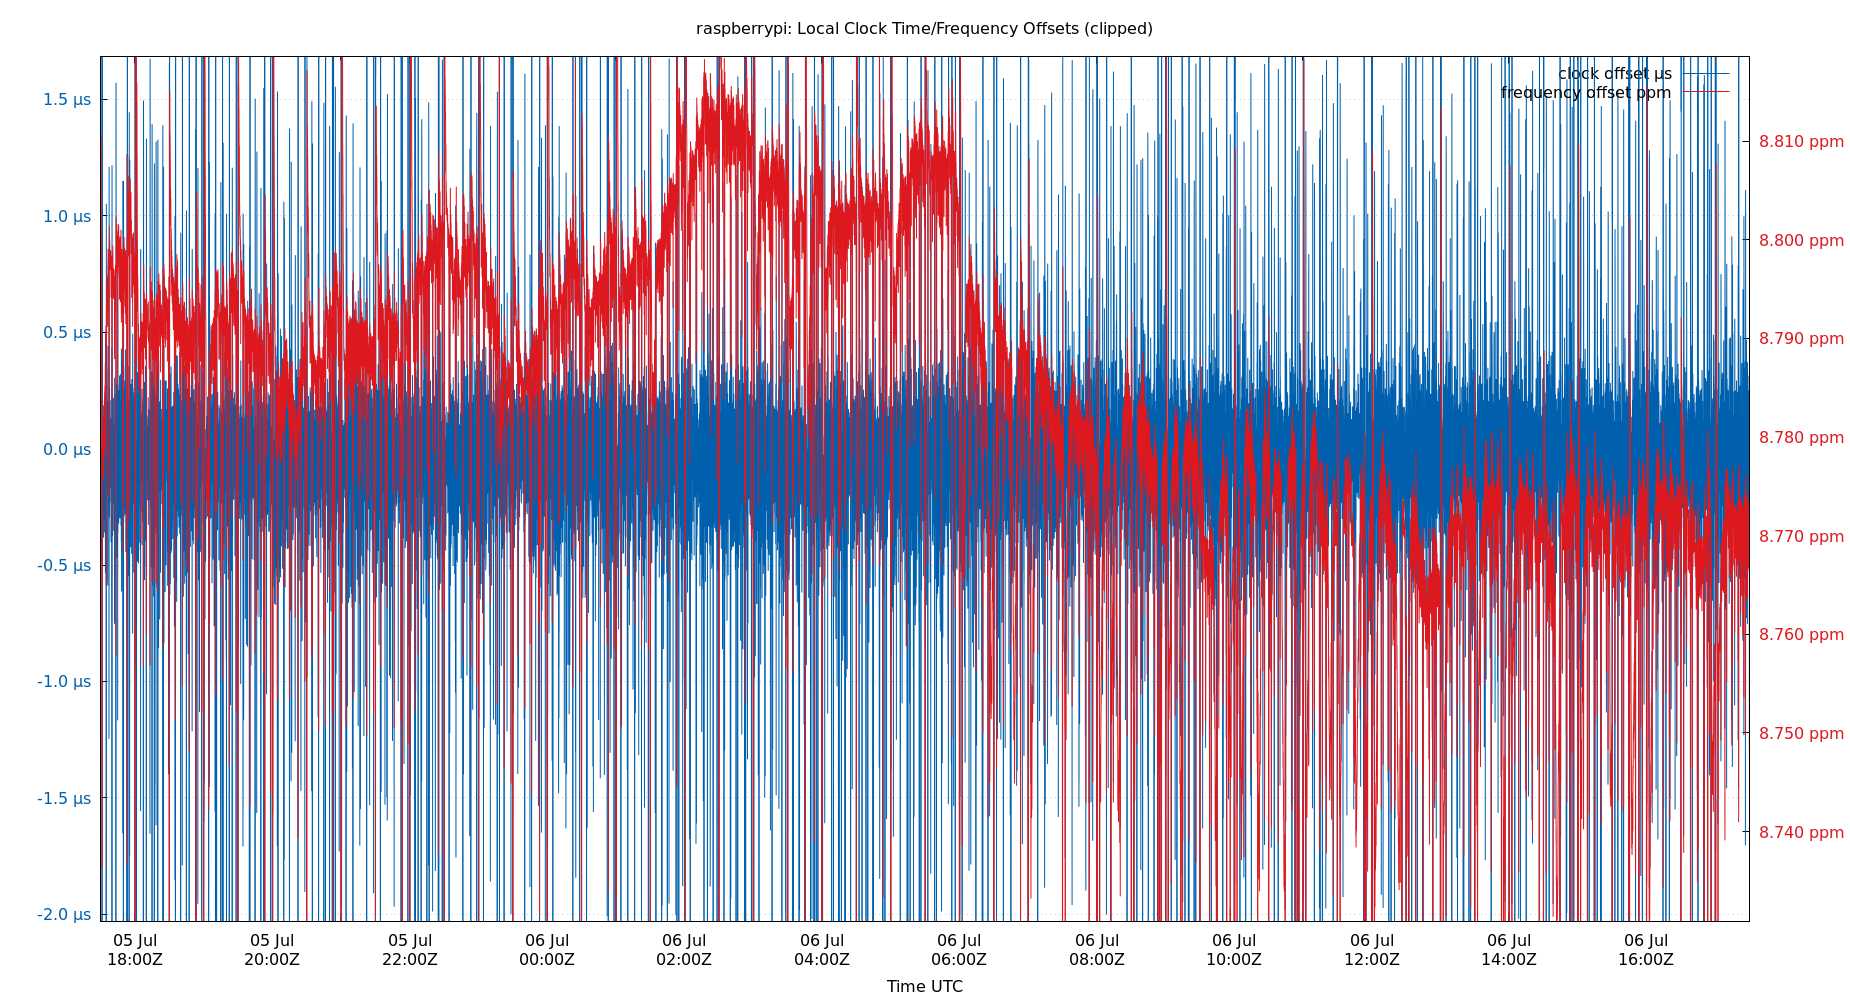 raspberrypi: Local Clock Time/Frequency Offsets (clipped)
clock offset µs
frequency offset ppm
1.5 µs
1.0 µs
0.5 µs
0.0 µs
-0.5 µs
-1.0 µs
-1.5 µs
-2.0 µs
8.810 ppm
8.800 ppm
8.790 ppm
8.780 ppm
8.770 ppm
8.760 ppm
8.750 ppm
8.740 ppm
05 Jul 05 Jul 05 Jul 06 Jul 06 Jul 06 Jul 06 Jul 06 Jul 06 Jul 06 Jul 06 Jul 06 Jul
18:00Z 20:00Z 22:00Z 00:00Z 02:00Z 04:00Z 06:00Z 08:00Z 10:00Z 12:00Z 14:00Z 16:00Z
Time UTC